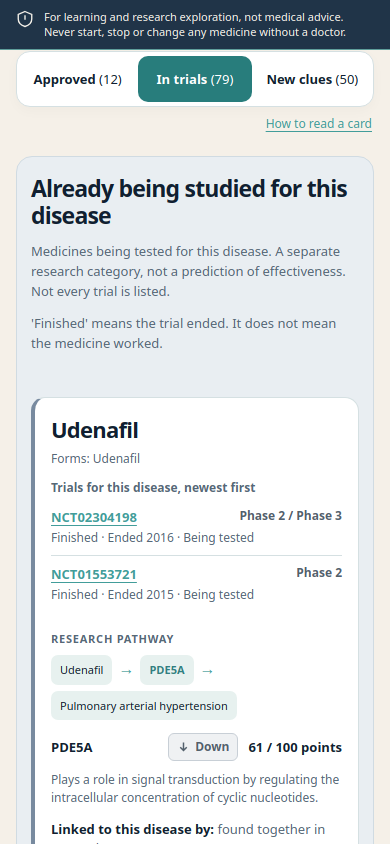 For learning and research exploration, not medical advice.
Never start, stop or change any medicine without a doctor.
Approved (12)
In trials (79)
New clues (50)
How to read a card
Already being studied for this
disease
Medicines being tested for this disease. A separate
research category, not a prediction of effectiveness.
Not every trial is listed.
'Finished' means the trial ended. It does not mean
the medicine worked.
Udenafil
Forms: Udenafil
Trials for this disease, newest first
NCT02304198 Phase 2 / Phase 3
Finished · Ended 2016 · Being tested
NCT01553721 Phase 2
Finished · Ended 2015 · Being tested
RESEARCH PATHWAY
Udenafil → PDE5A →
Pulmonary arterial hypertension
PDE5A ↓ Down 61 / 100 points
Plays a role in signal transduction by regulating the
intracellular concentration of cyclic nucleotides.
Linked to this disease by: found together in